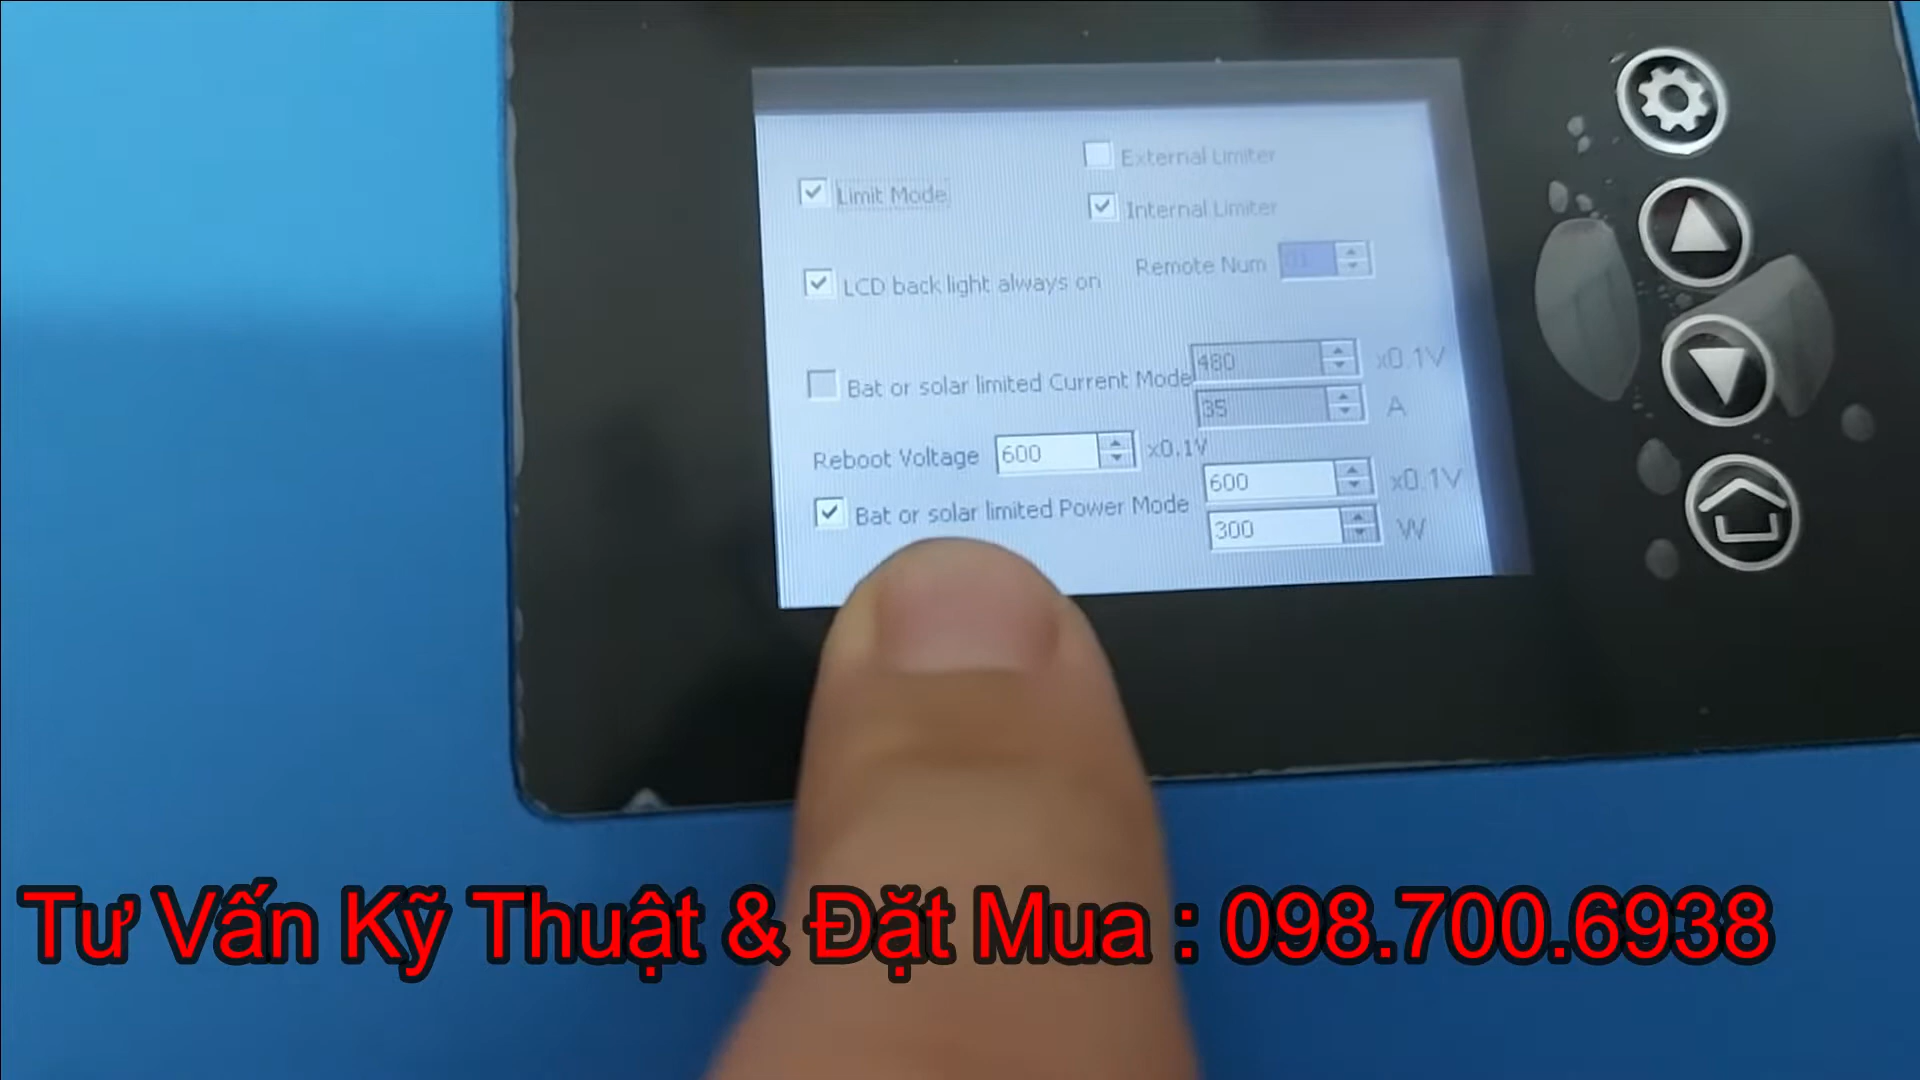 External Limiter
Limit Mode
Internal Limiter
Remote Num 01
LCD back light always on
480 x0.1V
Bat or solar limited Current Mode
35 A
Reboot Voltage 600 x0.1V
600 x0.1V
Bat or solar limited Power Mode
300 W
Tư Vấn Kỹ Thuật & Đặt Mua : 098.700.6938